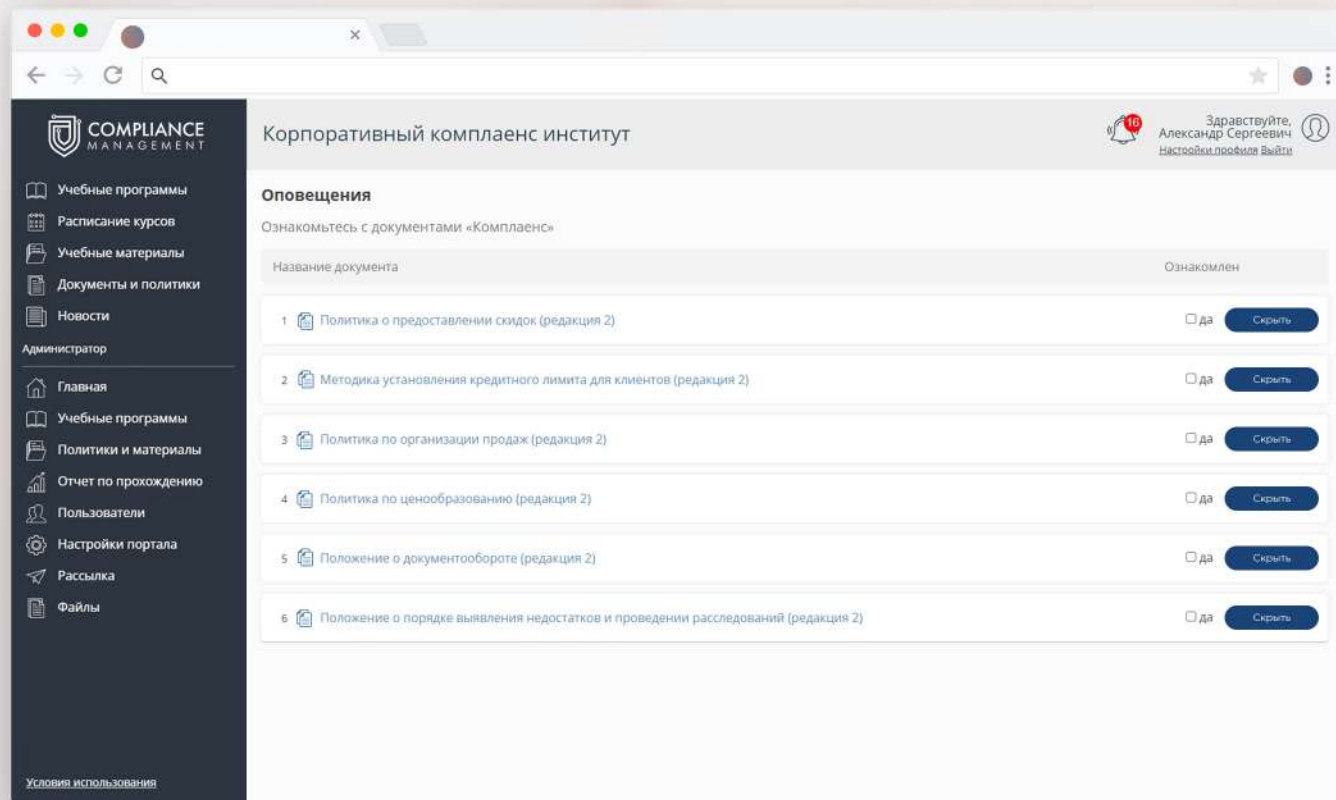 COMPLIANCE
MANAGEMENT
Корпоративный комплаенс институт
16
Здравствуйте,
Александр Сергеевич
Настройки профиля Выйти
Учебные программы
Расписание курсов
Учебные материалы
Документы и политики
Новости
Администратор
Главная
Учебные программы
Политики и материалы
Отчет по прохождению
Пользователи
Настройки портала
Рассылка
Файлы
Условия использования
Оповещения
Ознакомьтесь с документами «Комплаенс»
Название документа Ознакомлен
1 Политика о предоставлении скидок (редакция 2) да Скрыть
2 Методика установления кредитного лимита для клиентов (редакция 2) да Скрыть
3 Политика по организации продаж (редакция 2) да Скрыть
4 Политика по ценообразованию (редакция 2) да Скрыть
5 Положение о документообороте (редакция 2) да Скрыть
6 Положение о порядке выявления недостатков и проведении расследований (редакция 2) да Скрыть